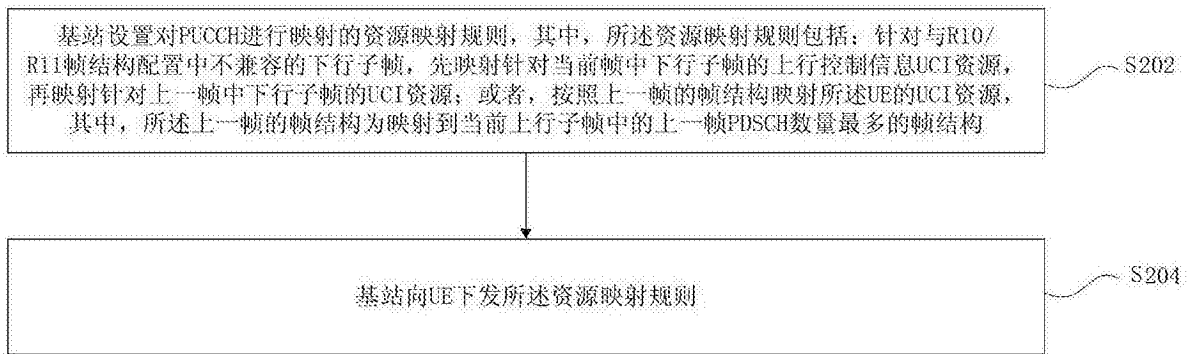 基站设置对PUCCH进行映射的资源映射规则，其中，所述资源映射规则包括：针对与R10/
R11帧结构配置中不兼容的下行子帧，先映射针对当前帧中下行子帧的上行控制信息UCI资源，
再映射针对上一帧中下行子帧的UCI资源；或者，按照上一帧的帧结构映射所述UE的UCI资源，
其中，所述上一帧的帧结构为映射到当前上行子帧中的上一帧PDSCH数量最多的帧结构
S202
基站向UE下发所述资源映射规则
S204